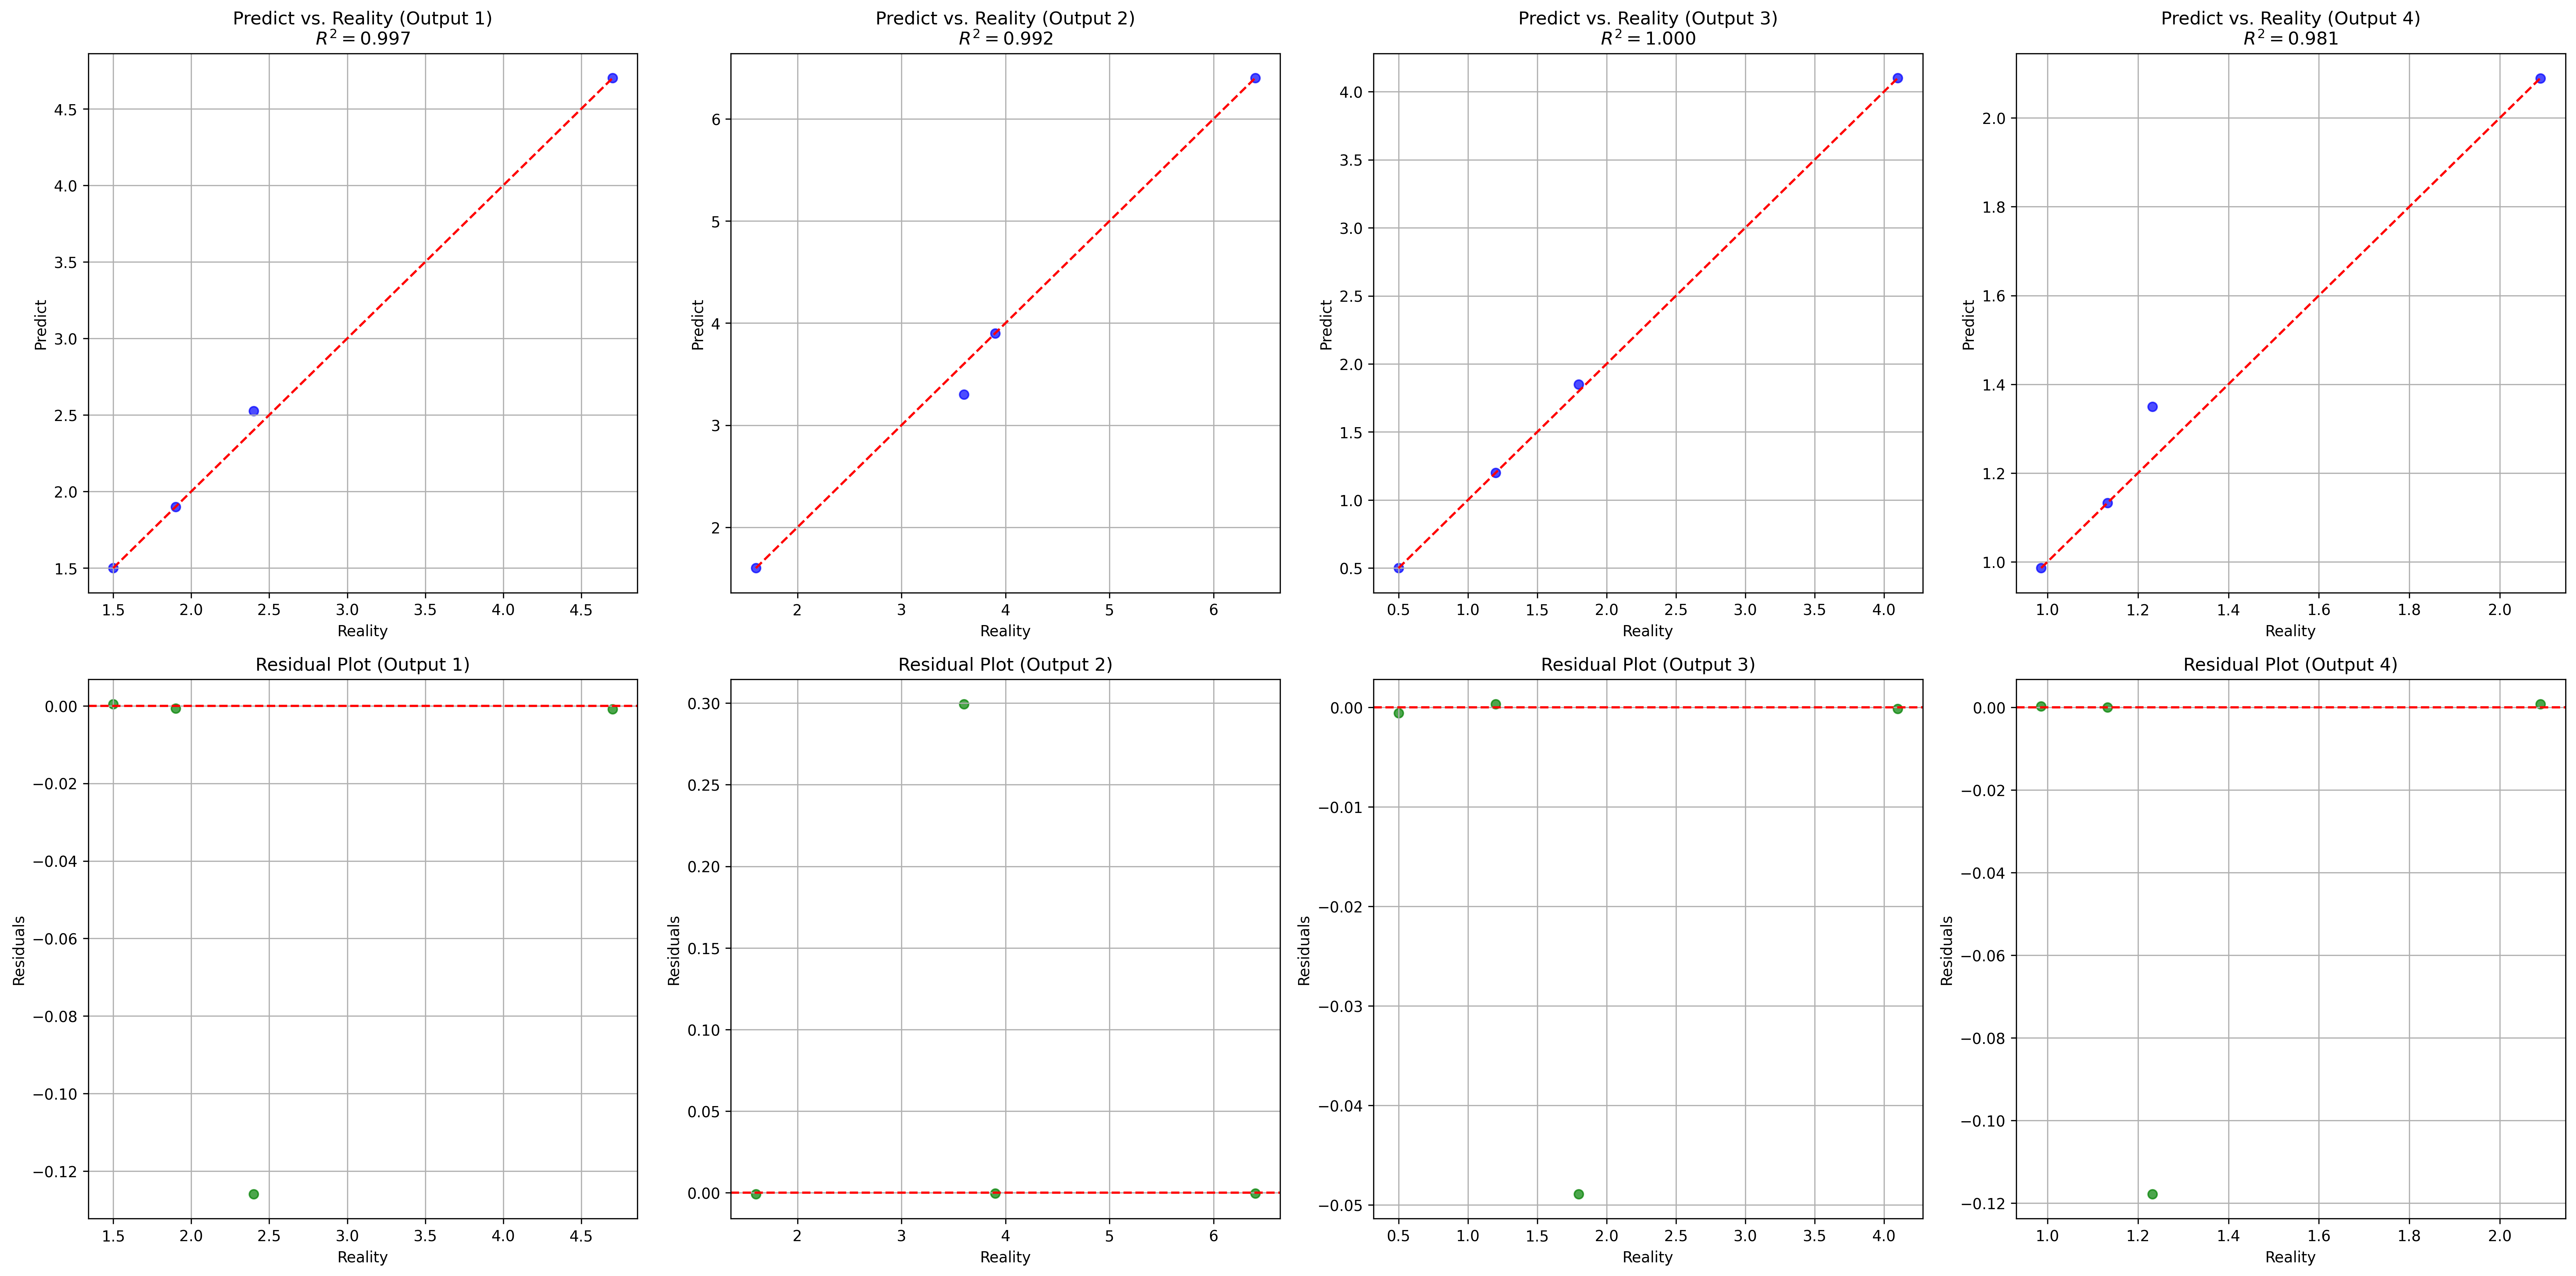 Predict vs. Reality (Output 1)
R² = 0.997
Predict
4.5
4.0
3.5
3.0
2.5
2.0
1.5
1.5 2.0 2.5 3.0 3.5 4.0 4.5
Reality
Predict vs. Reality (Output 2)
R² = 0.992
Predict
6
5
4
3
2
2 3 4 5 6
Reality
Predict vs. Reality (Output 3)
R² = 1.000
Predict
4.0
3.5
3.0
2.5
2.0
1.5
1.0
0.5
0.5 1.0 1.5 2.0 2.5 3.0 3.5 4.0
Reality
Predict vs. Reality (Output 4)
R² = 0.981
Predict
2.0
1.8
1.6
1.4
1.2
1.0
1.0 1.2 1.4 1.6 1.8 2.0
Reality
Residual Plot (Output 1)
Residuals
0.00
−0.02
−0.04
−0.06
−0.08
−0.10
−0.12
1.5 2.0 2.5 3.0 3.5 4.0 4.5
Reality
Residual Plot (Output 2)
Residuals
0.30
0.25
0.20
0.15
0.10
0.05
0.00
2 3 4 5 6
Reality
Residual Plot (Output 3)
Residuals
0.00
−0.01
−0.02
−0.03
−0.04
−0.05
0.5 1.0 1.5 2.0 2.5 3.0 3.5 4.0
Reality
Residual Plot (Output 4)
Residuals
0.00
−0.02
−0.04
−0.06
−0.08
−0.10
−0.12
1.0 1.2 1.4 1.6 1.8 2.0
Reality